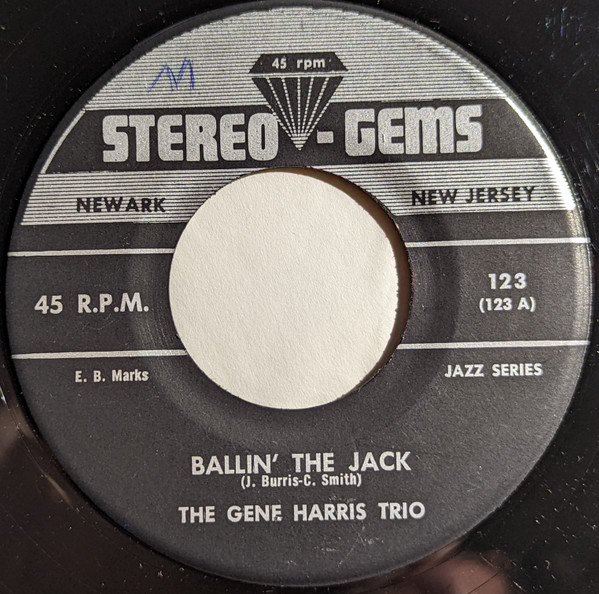 M
45 rpm
STEREO-GEMS
NEWARK
NEW JERSEY
45 R.P.M.
123
(123 A)
E. B. Marks
JAZZ SERIES
BALLIN' THE JACK
(J. Burris-C. Smith)
THE GENE HARRIS TRIO